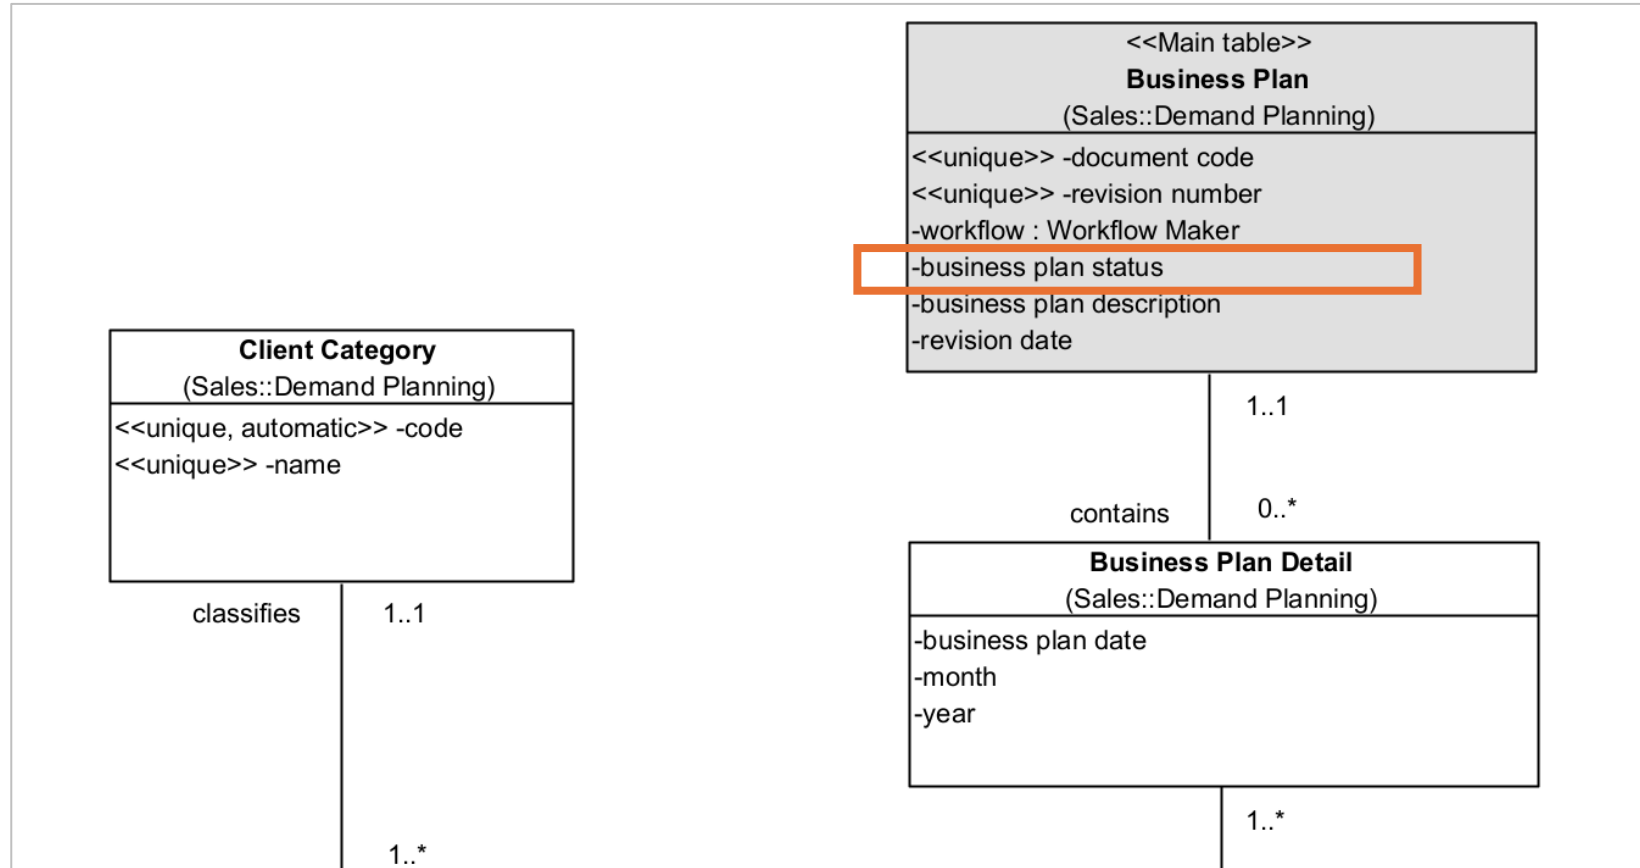 <<Main table>>
Business Plan
(Sales::Demand Planning)
<<unique>> -document code
<<unique>> -revision number
-workflow : Workflow Maker
-business plan status
-business plan description
-revision date
Client Category
(Sales::Demand Planning)
<<unique, automatic>> -code
<<unique>> -name
1..1
contains
0..*
Business Plan Detail
(Sales::Demand Planning)
-business plan date
-month
-year
classifies
1..1
1..*
1..*